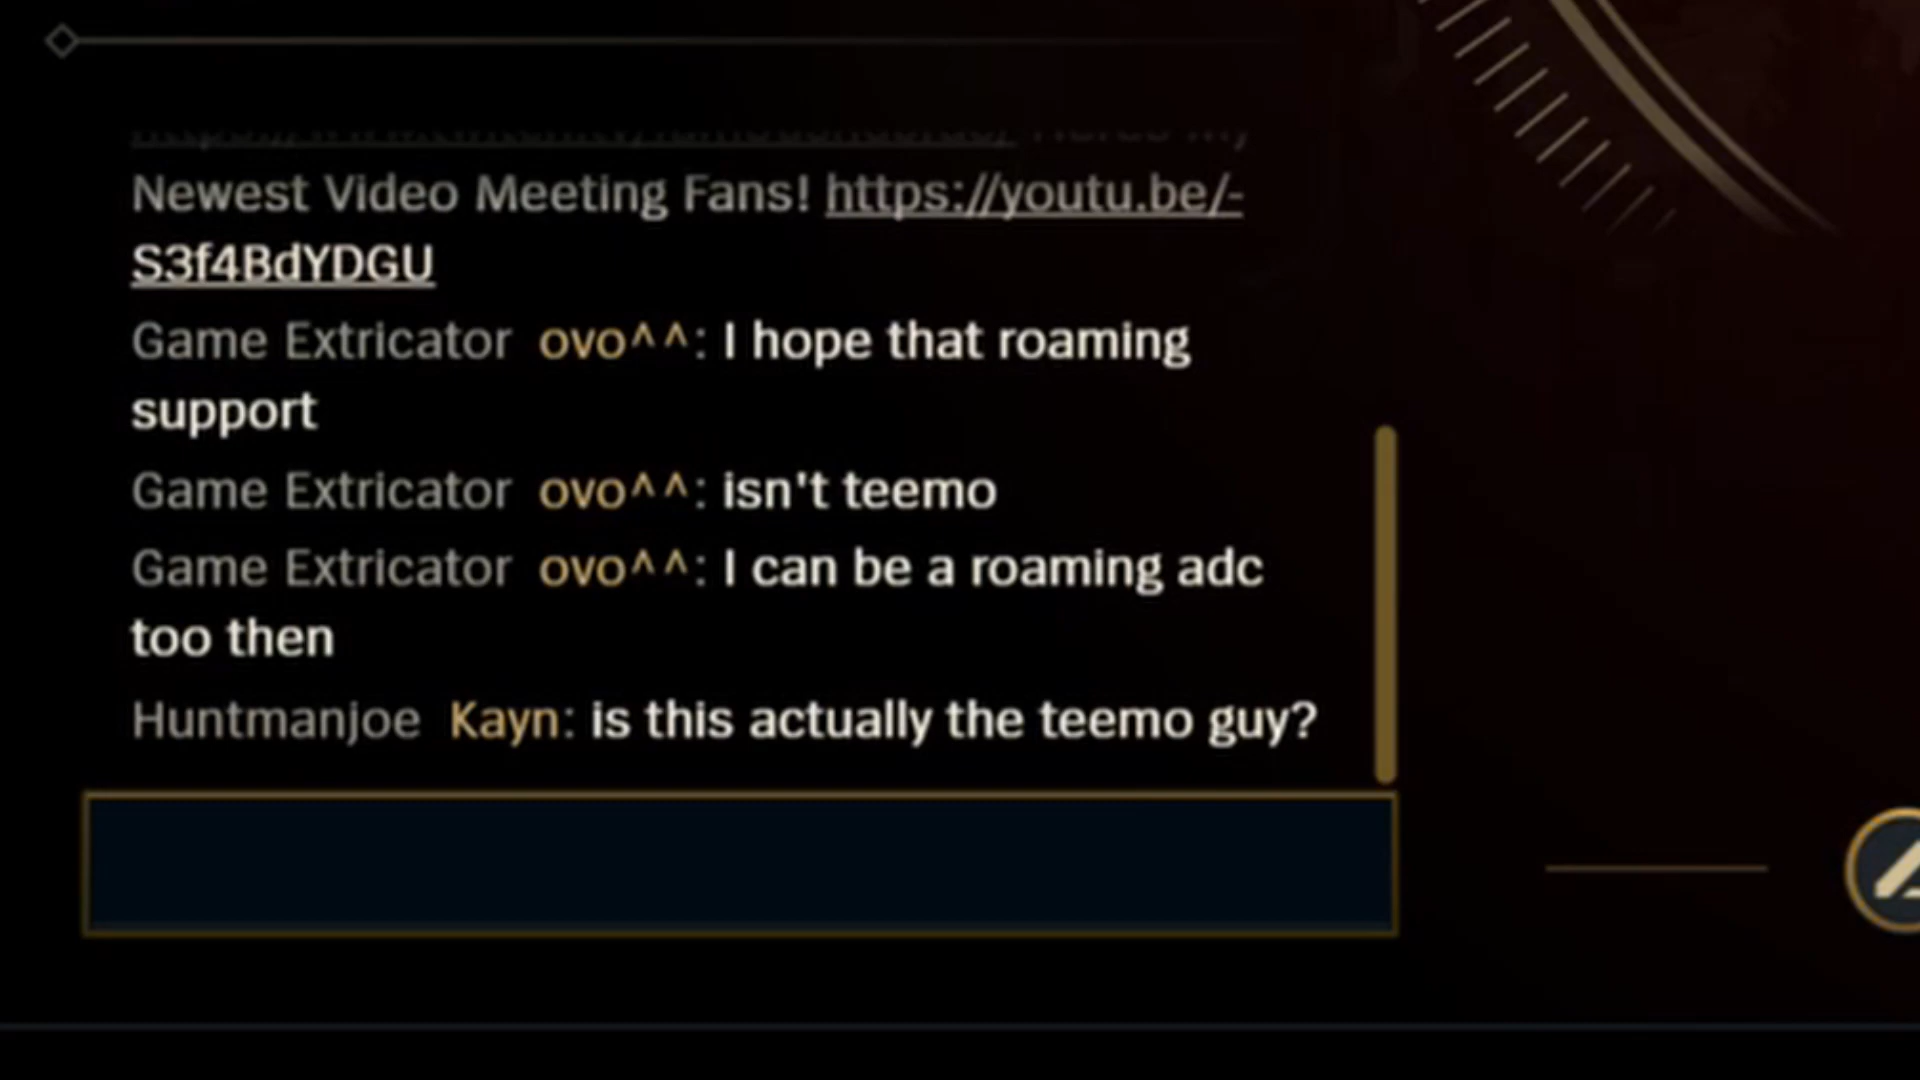 Newest Video Meeting Fans! https://youtu.be/-
S3f4BdYDGU
Game Extricator ovo^^: I hope that roaming
support
Game Extricator ovo^^: isn't teemo
Game Extricator ovo^^: I can be a roaming adc
too then
Huntmanjoe Kayn: is this actually the teemo guy?